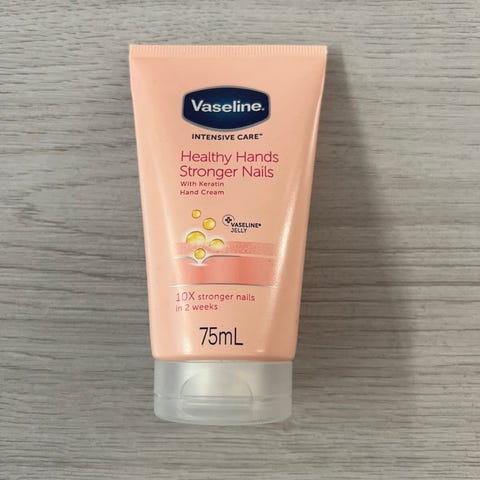 Vaseline.
INTENSIVE CARE™
Healthy Hands
Stronger Nails
With Keratin
Hand Cream
VASELINE®
JELLY
10X stronger nails
in 2 weeks
75mL